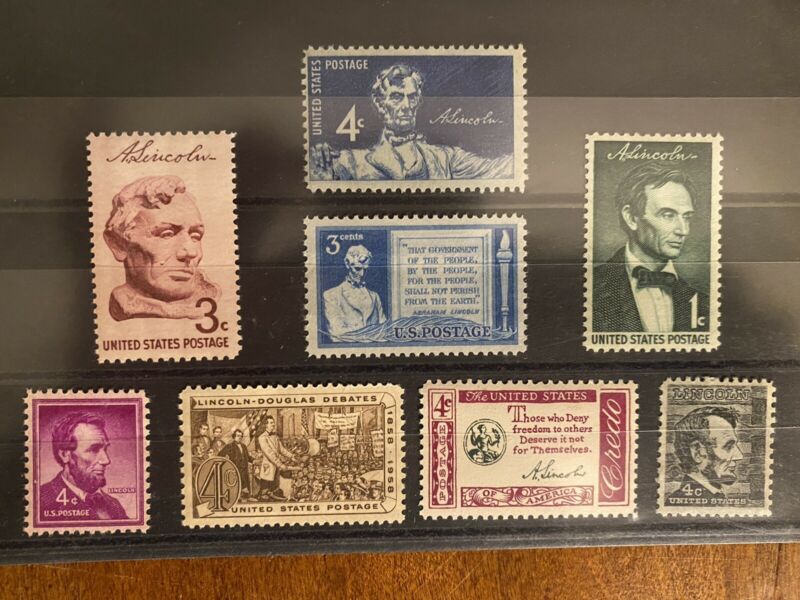 UNITED STATES POSTAGE
4c
A. Lincoln
A. Lincoln
3c
UNITED STATES POSTAGE
3 cents
"THAT GOVERNMENT
OF THE PEOPLE,
BY THE PEOPLE,
FOR THE PEOPLE,
SHALL NOT PERISH
FROM THE EARTH."
ABRAHAM LINCOLN
U.S. POSTAGE
A. Lincoln
1c
UNITED STATES POSTAGE
4¢
LINCOLN
U.S. POSTAGE
LINCOLN-DOUGLAS DEBATES
1858-1958
4c
UNITED STATES POSTAGE
4¢
The UNITED STATES
POSTAGE
Those who Deny
freedom to others
Deserve it not
for Themselves.
A. Lincoln
Credo
OF AMERICA
LINCOLN
4c
UNITED STATES